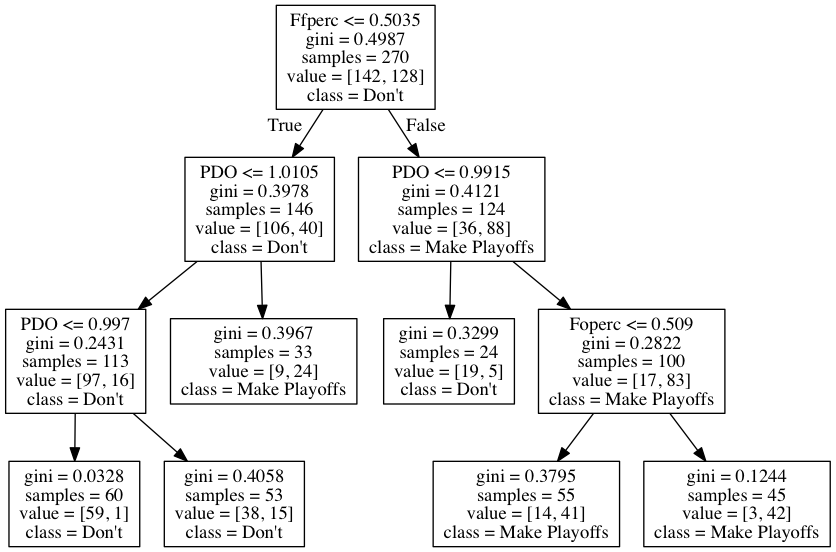 Ffperc <= 0.5035
gini = 0.4987
samples = 270
value = [142, 128]
class = Don't
True
False
PDO <= 1.0105
gini = 0.3978
samples = 146
value = [106, 40]
class = Don't
PDO <= 0.9915
gini = 0.4121
samples = 124
value = [36, 88]
class = Make Playoffs
PDO <= 0.997
gini = 0.2431
samples = 113
value = [97, 16]
class = Don't
gini = 0.3967
samples = 33
value = [9, 24]
class = Make Playoffs
gini = 0.3299
samples = 24
value = [19, 5]
class = Don't
Foperc <= 0.509
gini = 0.2822
samples = 100
value = [17, 83]
class = Make Playoffs
gini = 0.0328
samples = 60
value = [59, 1]
class = Don't
gini = 0.4058
samples = 53
value = [38, 15]
class = Don't
gini = 0.3795
samples = 55
value = [14, 41]
class = Make Playoffs
gini = 0.1244
samples = 45
value = [3, 42]
class = Make Playoffs